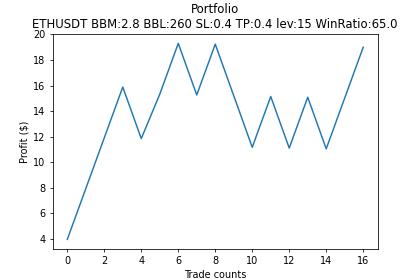 Portfolio
ETHUSDT BBM:2.8 BBL:260 SL:0.4 TP:0.4 lev:15 WinRatio:65.0
20
18
16
14
12
10
8
6
4
Profit ($)
0 2 4 6 8 10 12 14 16
Trade counts